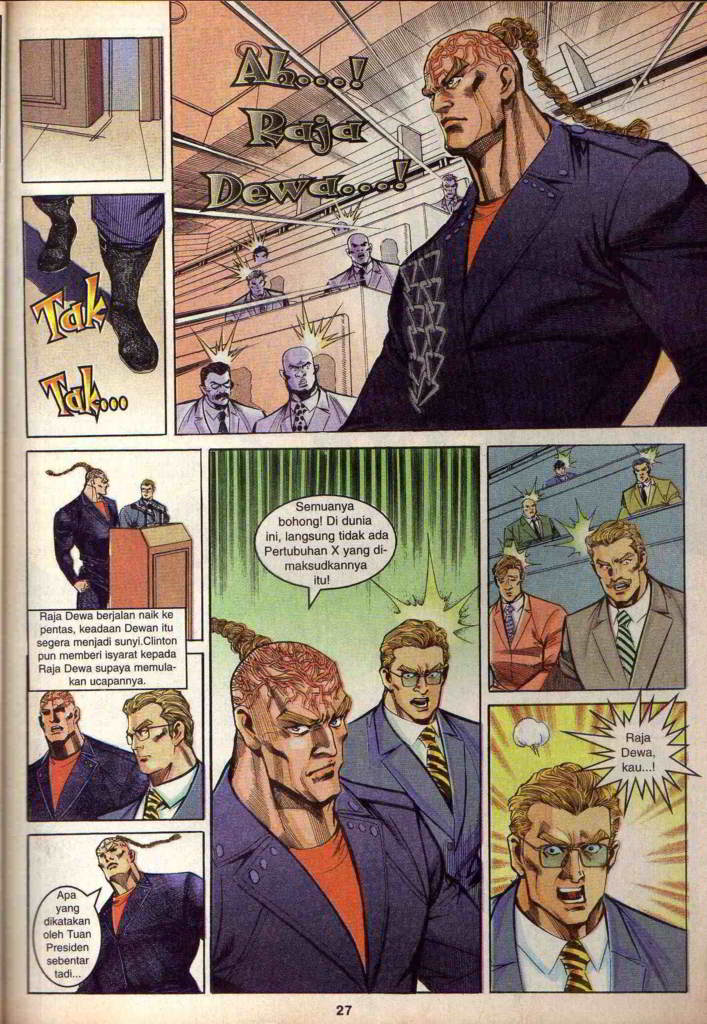 Ah....!
Raja
Dewa....!
Tak
Tak...
Raja Dewa berjalan naik ke
pentas, keadaan Dewan itu
segera menjadi sunyi.Clinton
pun memberi isyarat kepada
Raja Dewa supaya memula-
kan ucapannya.
Apa
yang
dikatakan
oleh Tuan
Presiden
sebentar
tadi...
Semuanya
bohong! Di dunia
ini, langsung tidak ada
Pertubuhan X yang di-
maksudkannya
itu!
Raja
Dewa,
kau...!
27